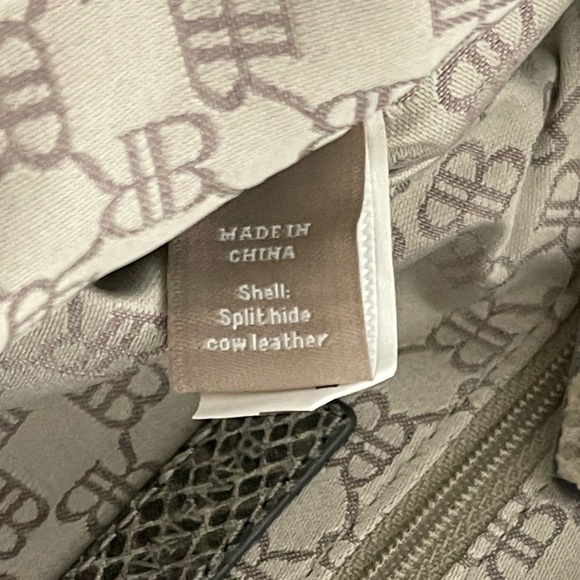 MADE IN
CHINA
Shell:
Split hide
cow leather